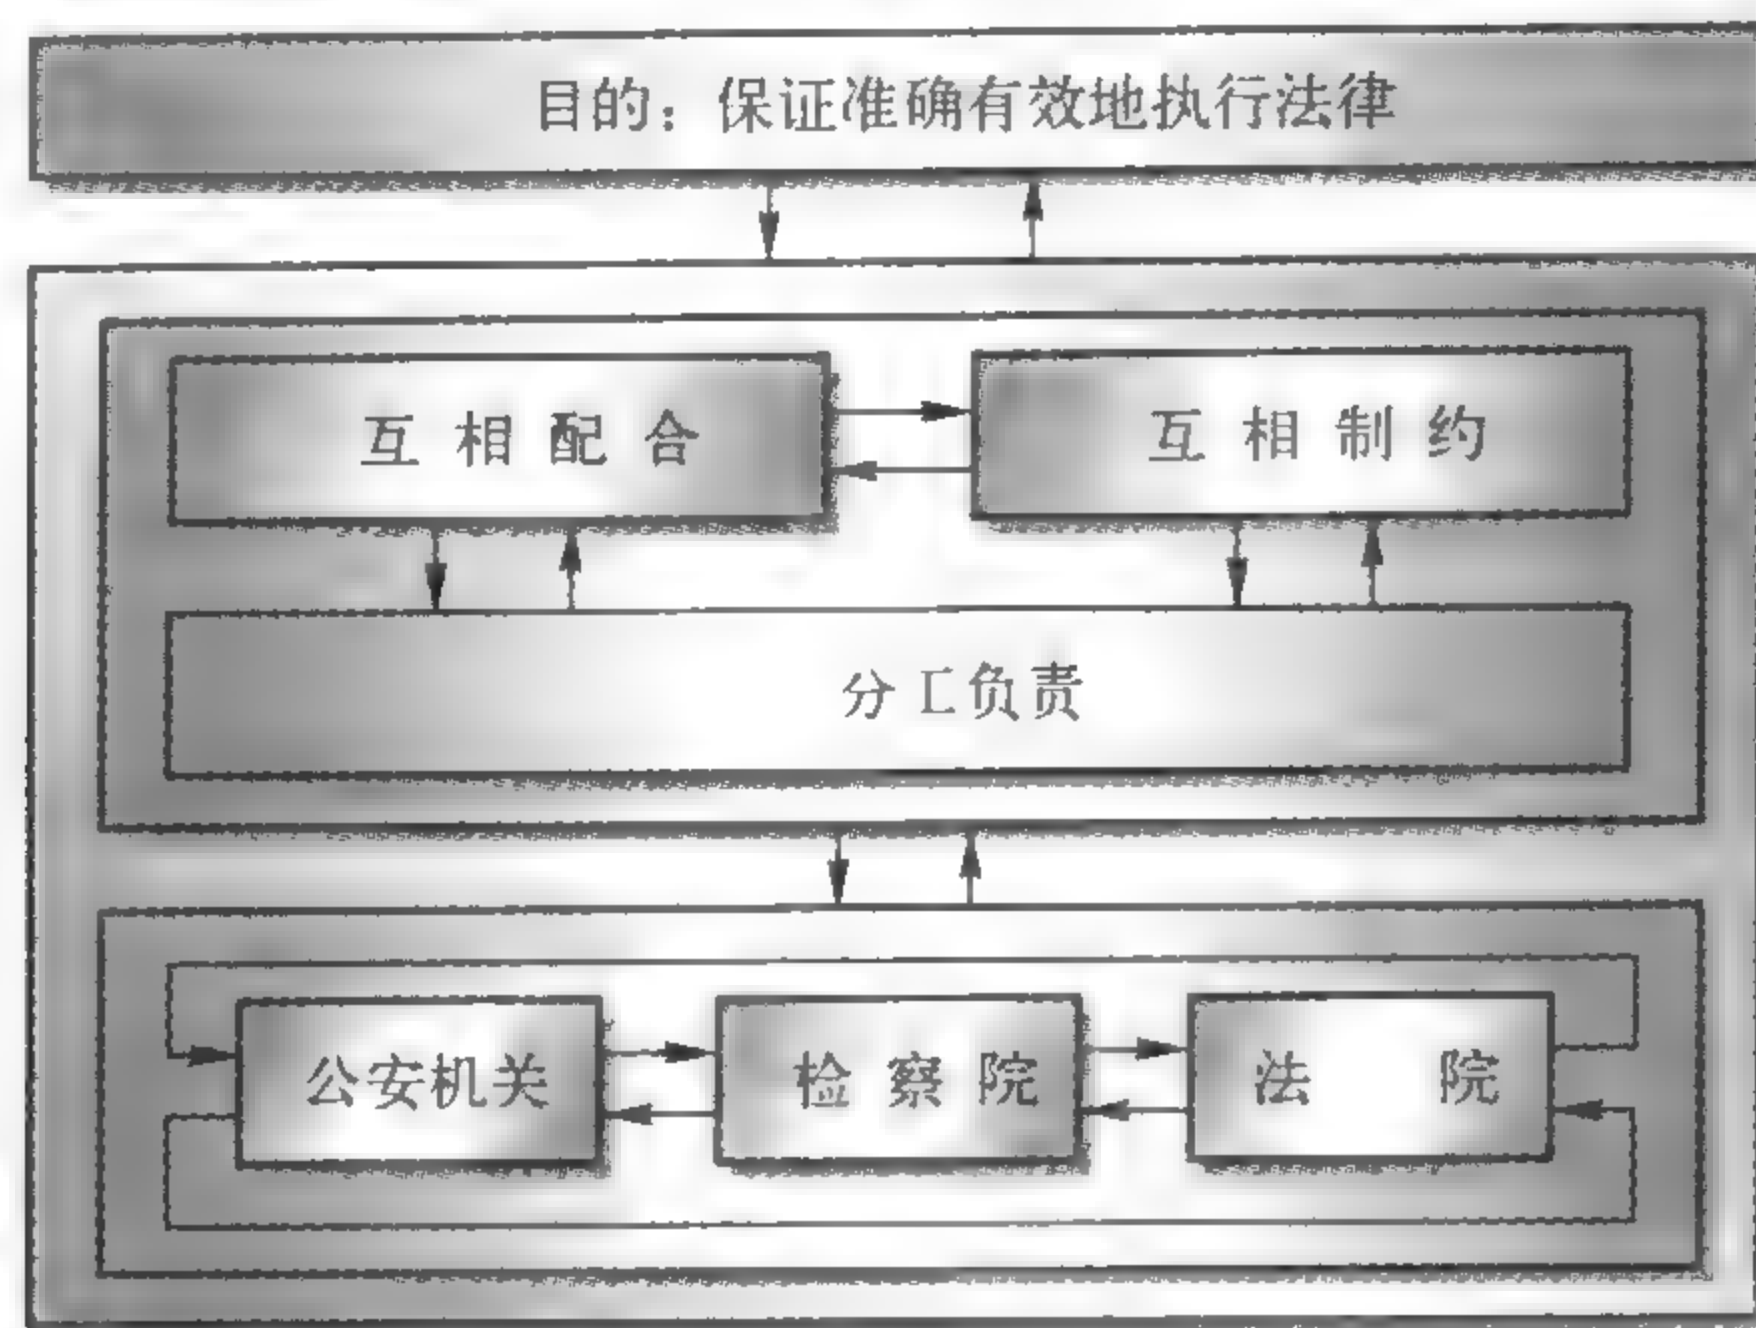 目的：保证准确有效地执行法律
互相配合 互相制约
分工负责
公安机关 检察院 法院